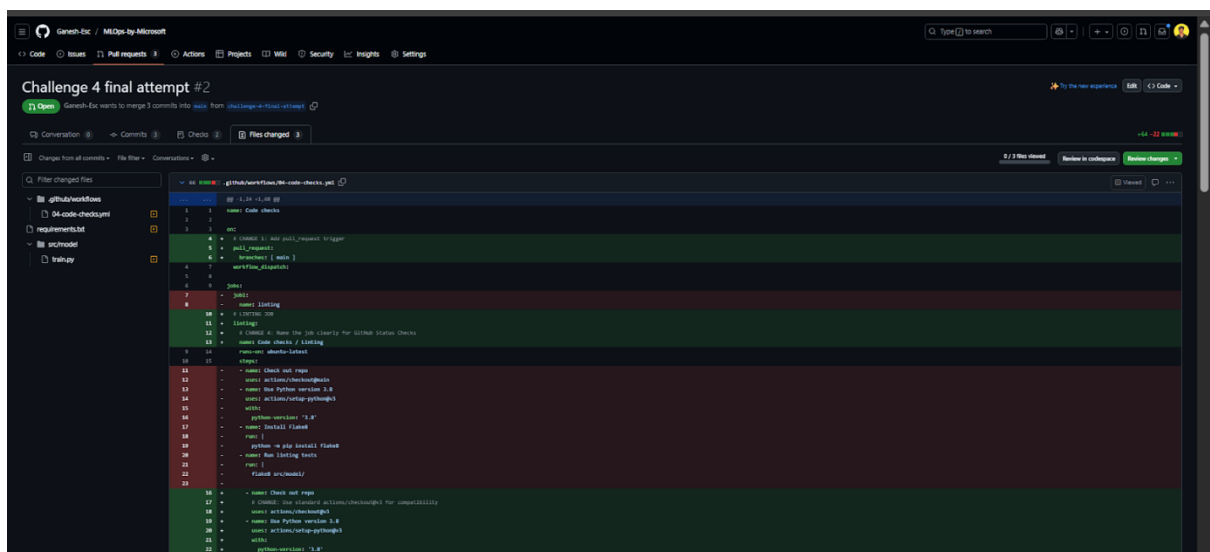 Ganesh-Esc / MLOps-by-Microsoft
Type / to search
Code Issues Pull requests 3 Actions Projects Wiki Security Insights Settings
Challenge 4 final attempt #2
Try the new experience Edit Code
Open Ganesh-Esc wants to merge 3 commits into main from challenge-4-final-attempt
Conversation 0 Commits 3 Checks 2 Files changed 3
+64 -22
Changes from all commits File filter Conversations
0 / 3 files viewed Review in codespace Review changes
Filter changed files
.github/workflows
04-code-checks.yml
requirements.txt
src/model
train.py
86 .github/workflows/04-code-checks.yml Viewed
@@ -1,24 +1,68 @@
1 1 name: Code checks
2 2
3 3 on:
4 + # CHANGE 1: Add pull_request trigger
5 + pull_request:
6 + branches: [ main ]
4 7 workflow_dispatch:
5 8
6 9 jobs:
7 - job1:
8 - name: linting
10 + # LINTING JOB
11 + linting:
12 + # CHANGE A: Name the job clearly for GitHub Status Checks
13 + name: Code checks / Linting
9 14 runs-on: ubuntu-latest
10 15 steps:
11 - - name: Check out repo
12 - uses: actions/checkout@main
13 - - name: Use Python version 3.8
14 - uses: actions/setup-python@v3
15 - with:
16 - python-version: '3.8'
17 - - name: Install Flake8
18 - run: |
19 - python -m pip install flake8
20 - - name: Run linting tests
21 - run: |
22 - flake8 src/model/
23 -
16 + - name: Check out repo
17 + # CHANGE: Use standard actions/checkout@v3 for compatibility
18 + uses: actions/checkout@v3
19 + - name: Use Python version 3.8
20 + uses: actions/setup-python@v3
21 + with:
22 + python-version: '3.8'